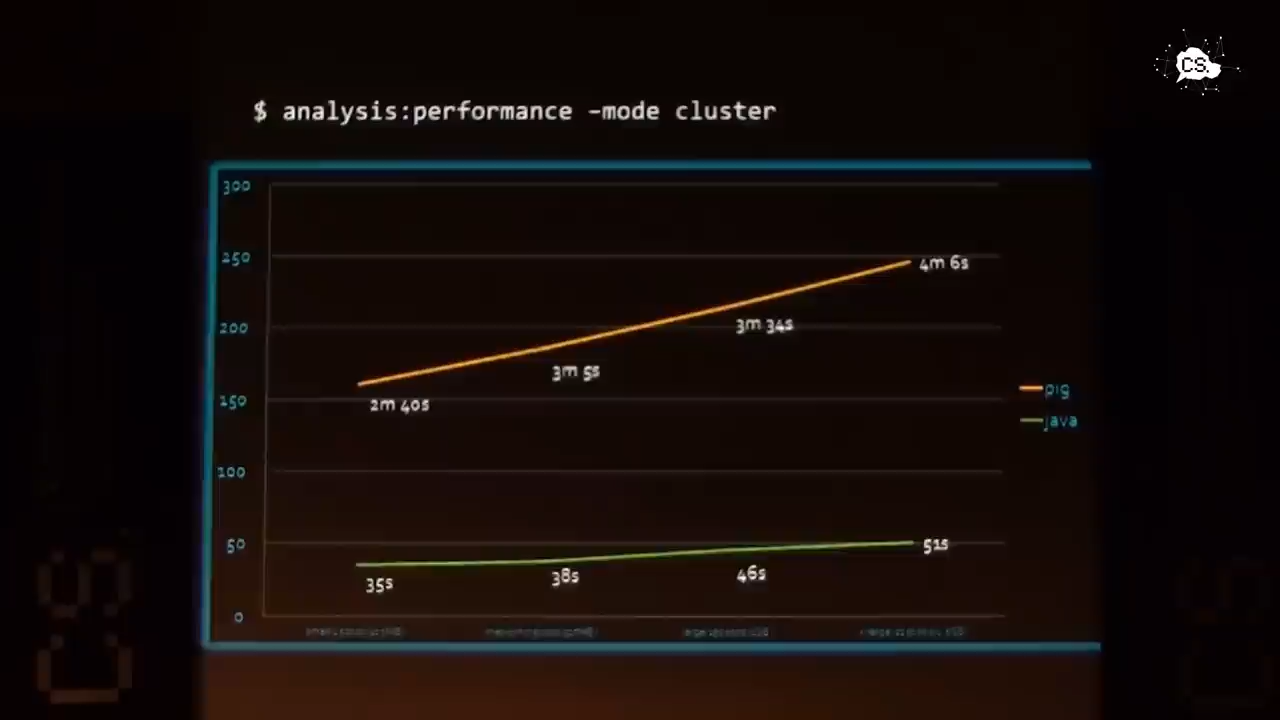 CS.
$ analysis:performance -mode cluster
300
250
200
150
100
50
0
4m 6s
3m 34s
3m 5s
2m 40s
51s
46s
38s
35s
pig
java